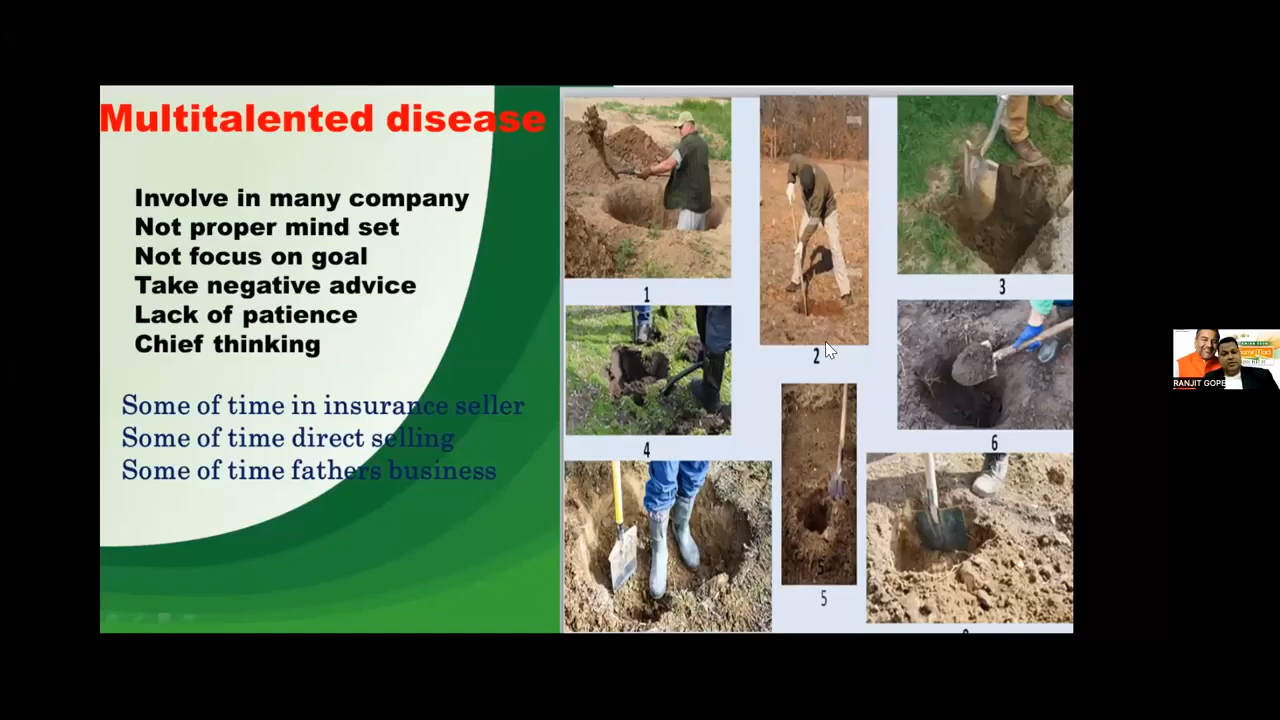 Multitalented disease
Involve in many company
Not proper mind set
Not focus on goal
Take negative advice
Lack of patience
Chief thinking
Some of time in insurance seller
Some of time direct selling
Some of time fathers business
1
2
3
4
5
6
5
RANJIT GOPE